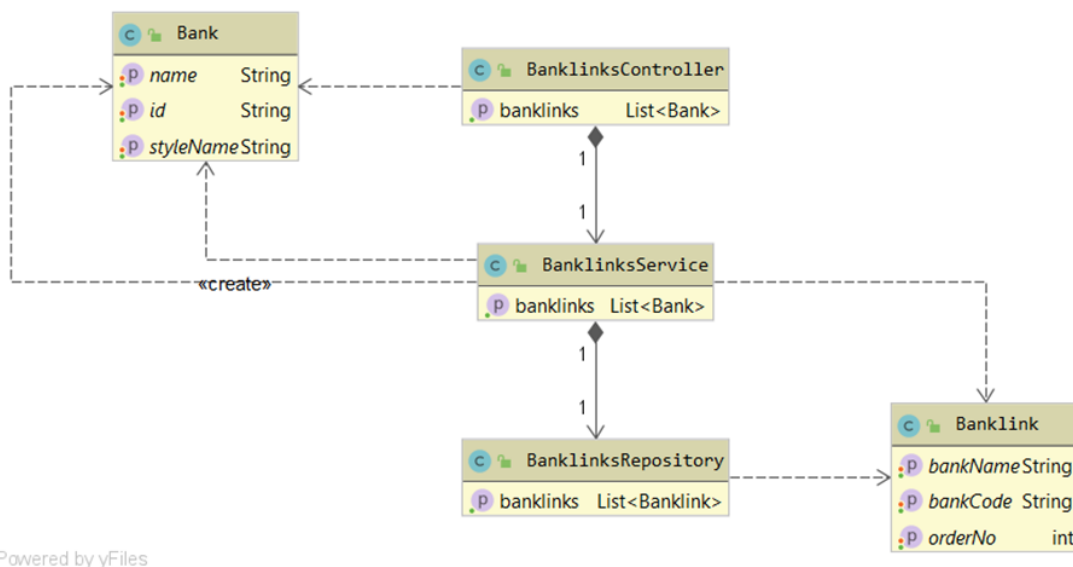 C Bank
p name String
p id String
p styleName String
C BanklinksController
p banklinks List<Bank>
1
1
C BanklinksService
p banklinks List<Bank>
«create»
1
1
C BanklinksRepository
p banklinks List<Banklink>
C Banklink
p bankName String
p bankCode String
p orderNo int
Powered by yFiles